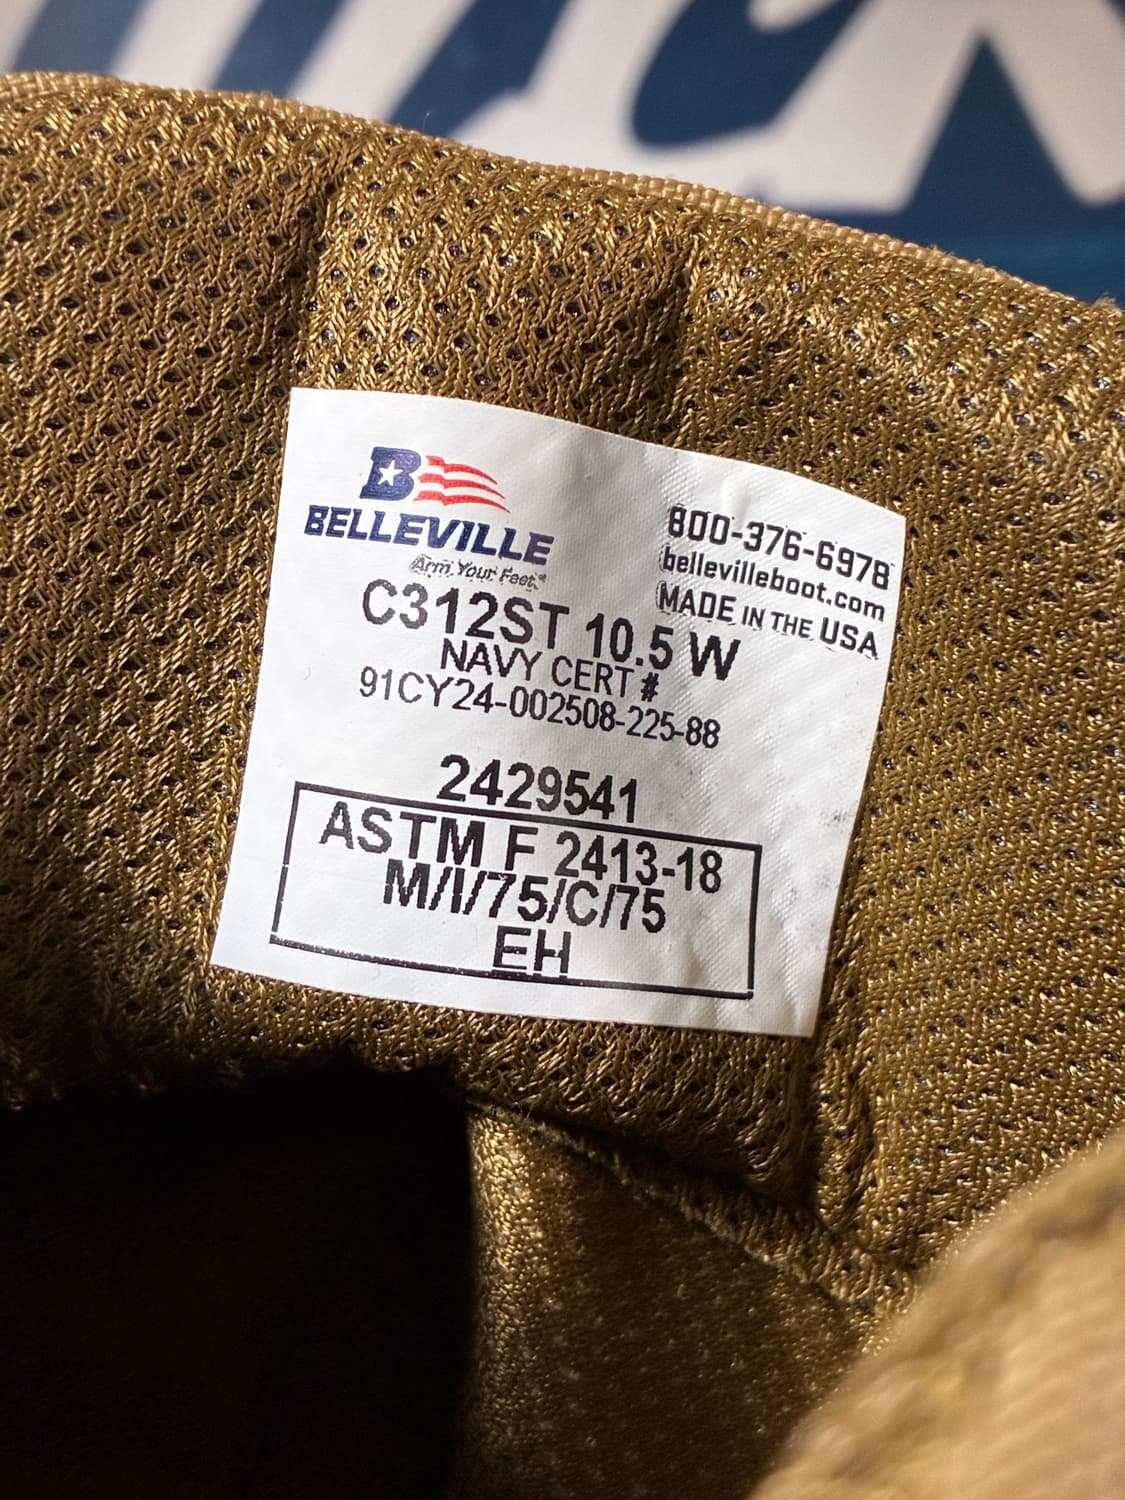 B
BELLEVILLE
Arm Your Feet®
800-376-6978
bellevilleboot.com
MADE IN THE USA
C312ST 10.5 W
NAVY CERT #
91CY24-002508-225-88
2429541
ASTM F 2413-18
M/I/75/C/75
EH